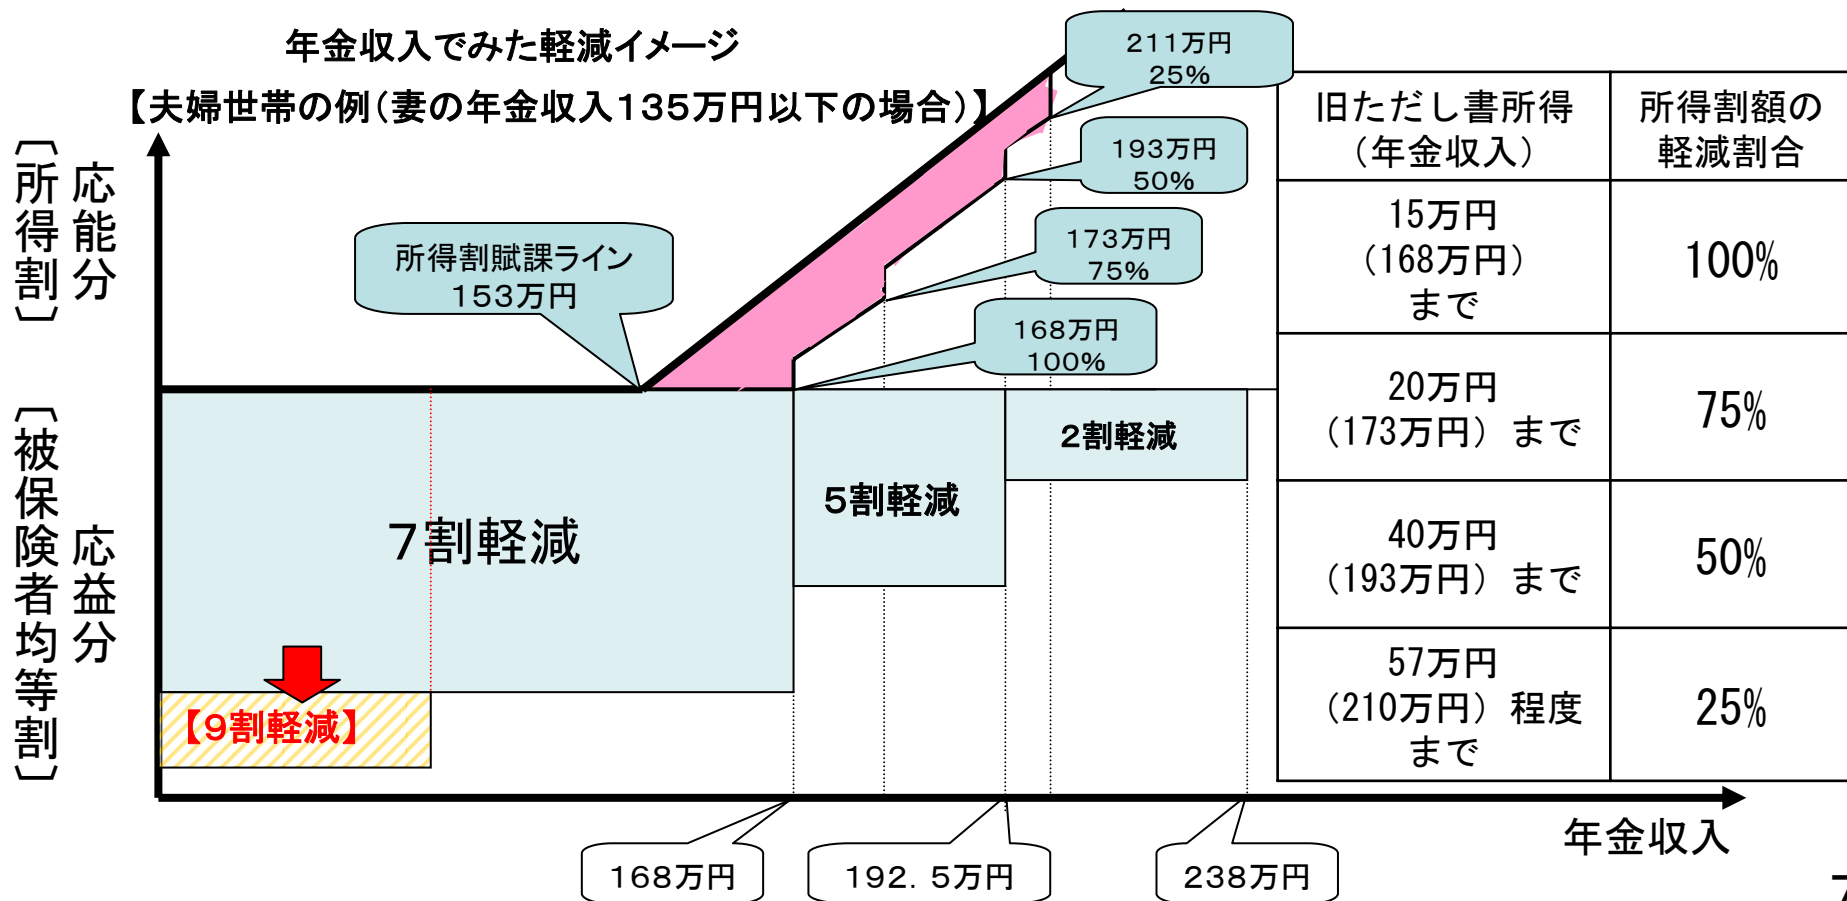 年金収入でみた軽減イメージ
【夫婦世帯の例（妻の年金収入１３５万円以下の場合）】
〔所得割〕
応能分
〔被保険者均等割〕
応益分
所得割賦課ライン
１５３万円
２１１万円
２５％
１９３万円
５０％
１７３万円
７５％
１６８万円
１００％
７割軽減
５割軽減
２割軽減
【９割軽減】
１６８万円
１９２．５万円
２３８万円
年金収入
旧ただし書所得
（年金収入）
所得割額の
軽減割合
15万円
（168万円）
まで
100%
20万円
（173万円）まで
75%
40万円
（193万円）まで
50%
57万円
（210万円）程度
まで
25%